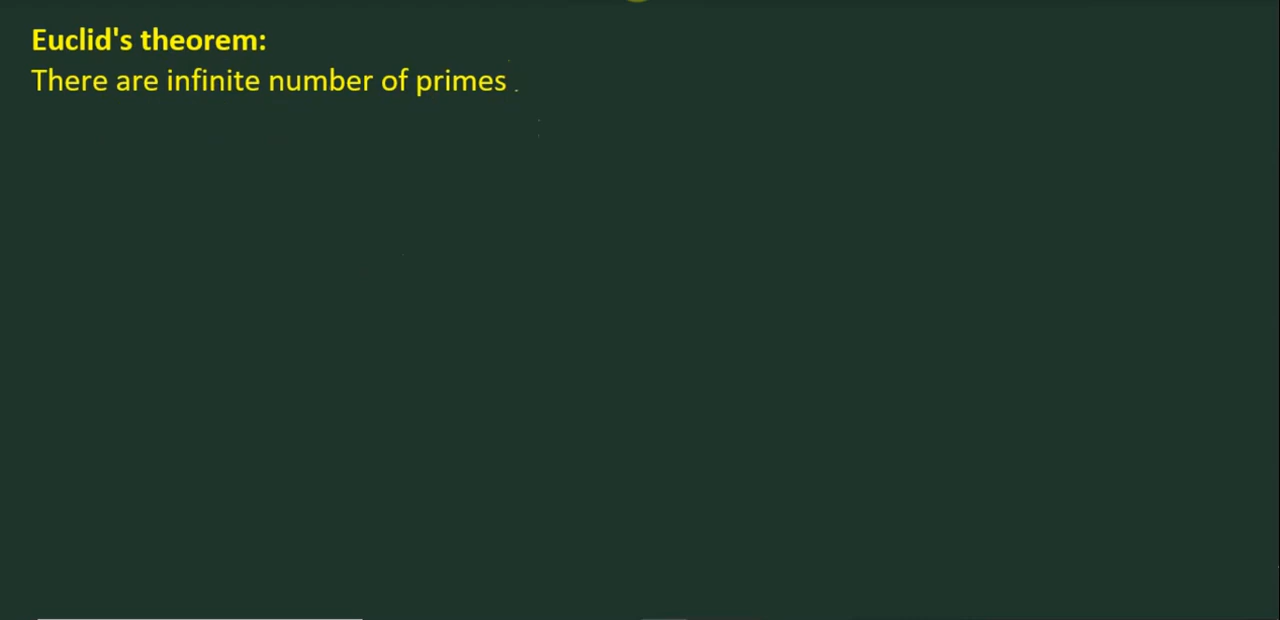 Euclid's theorem:
There are infinite number of primes .